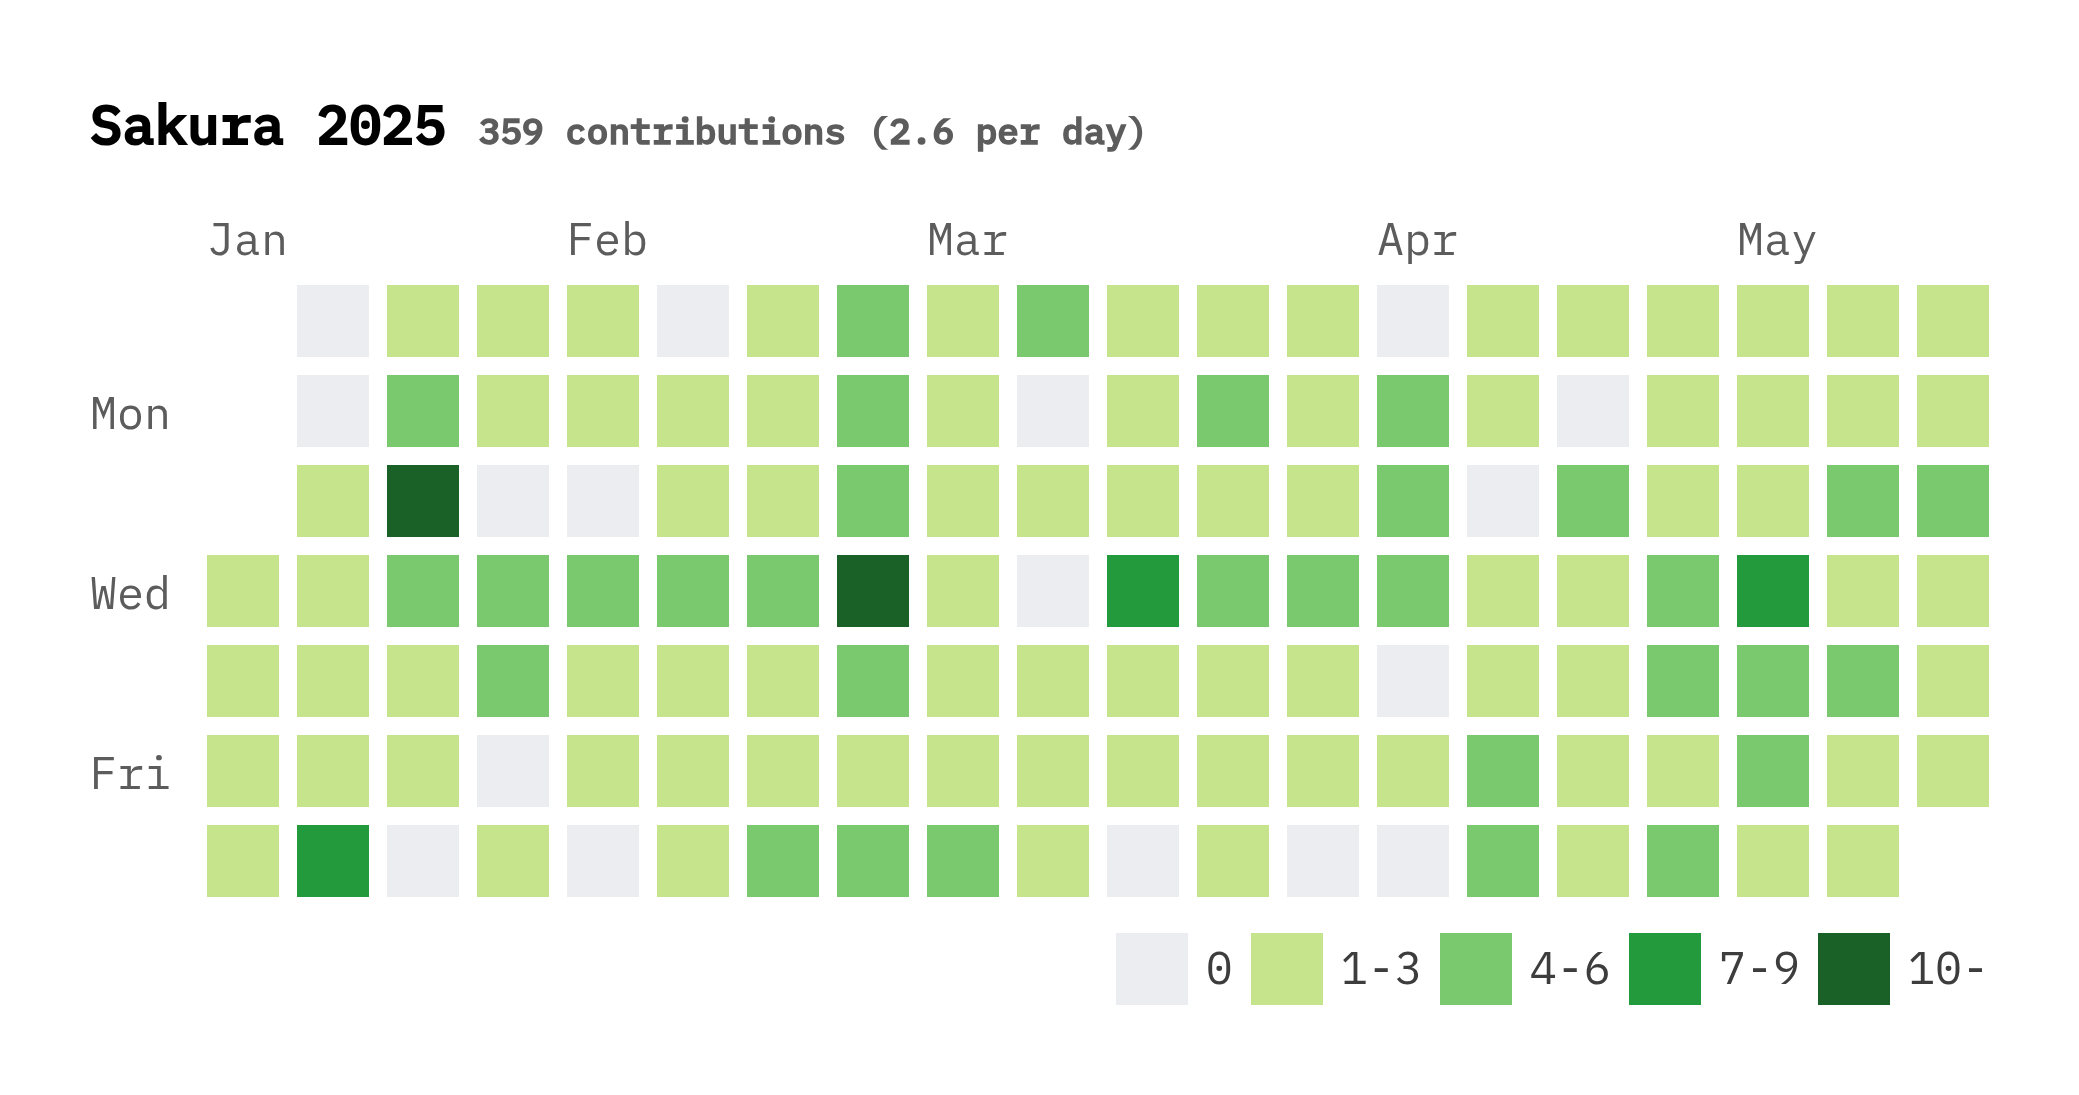 Sakura 2025 359 contributions (2.6 per day)
Jan Feb Mar Apr May
Mon
Wed
Fri
0 1-3 4-6 7-9 10-